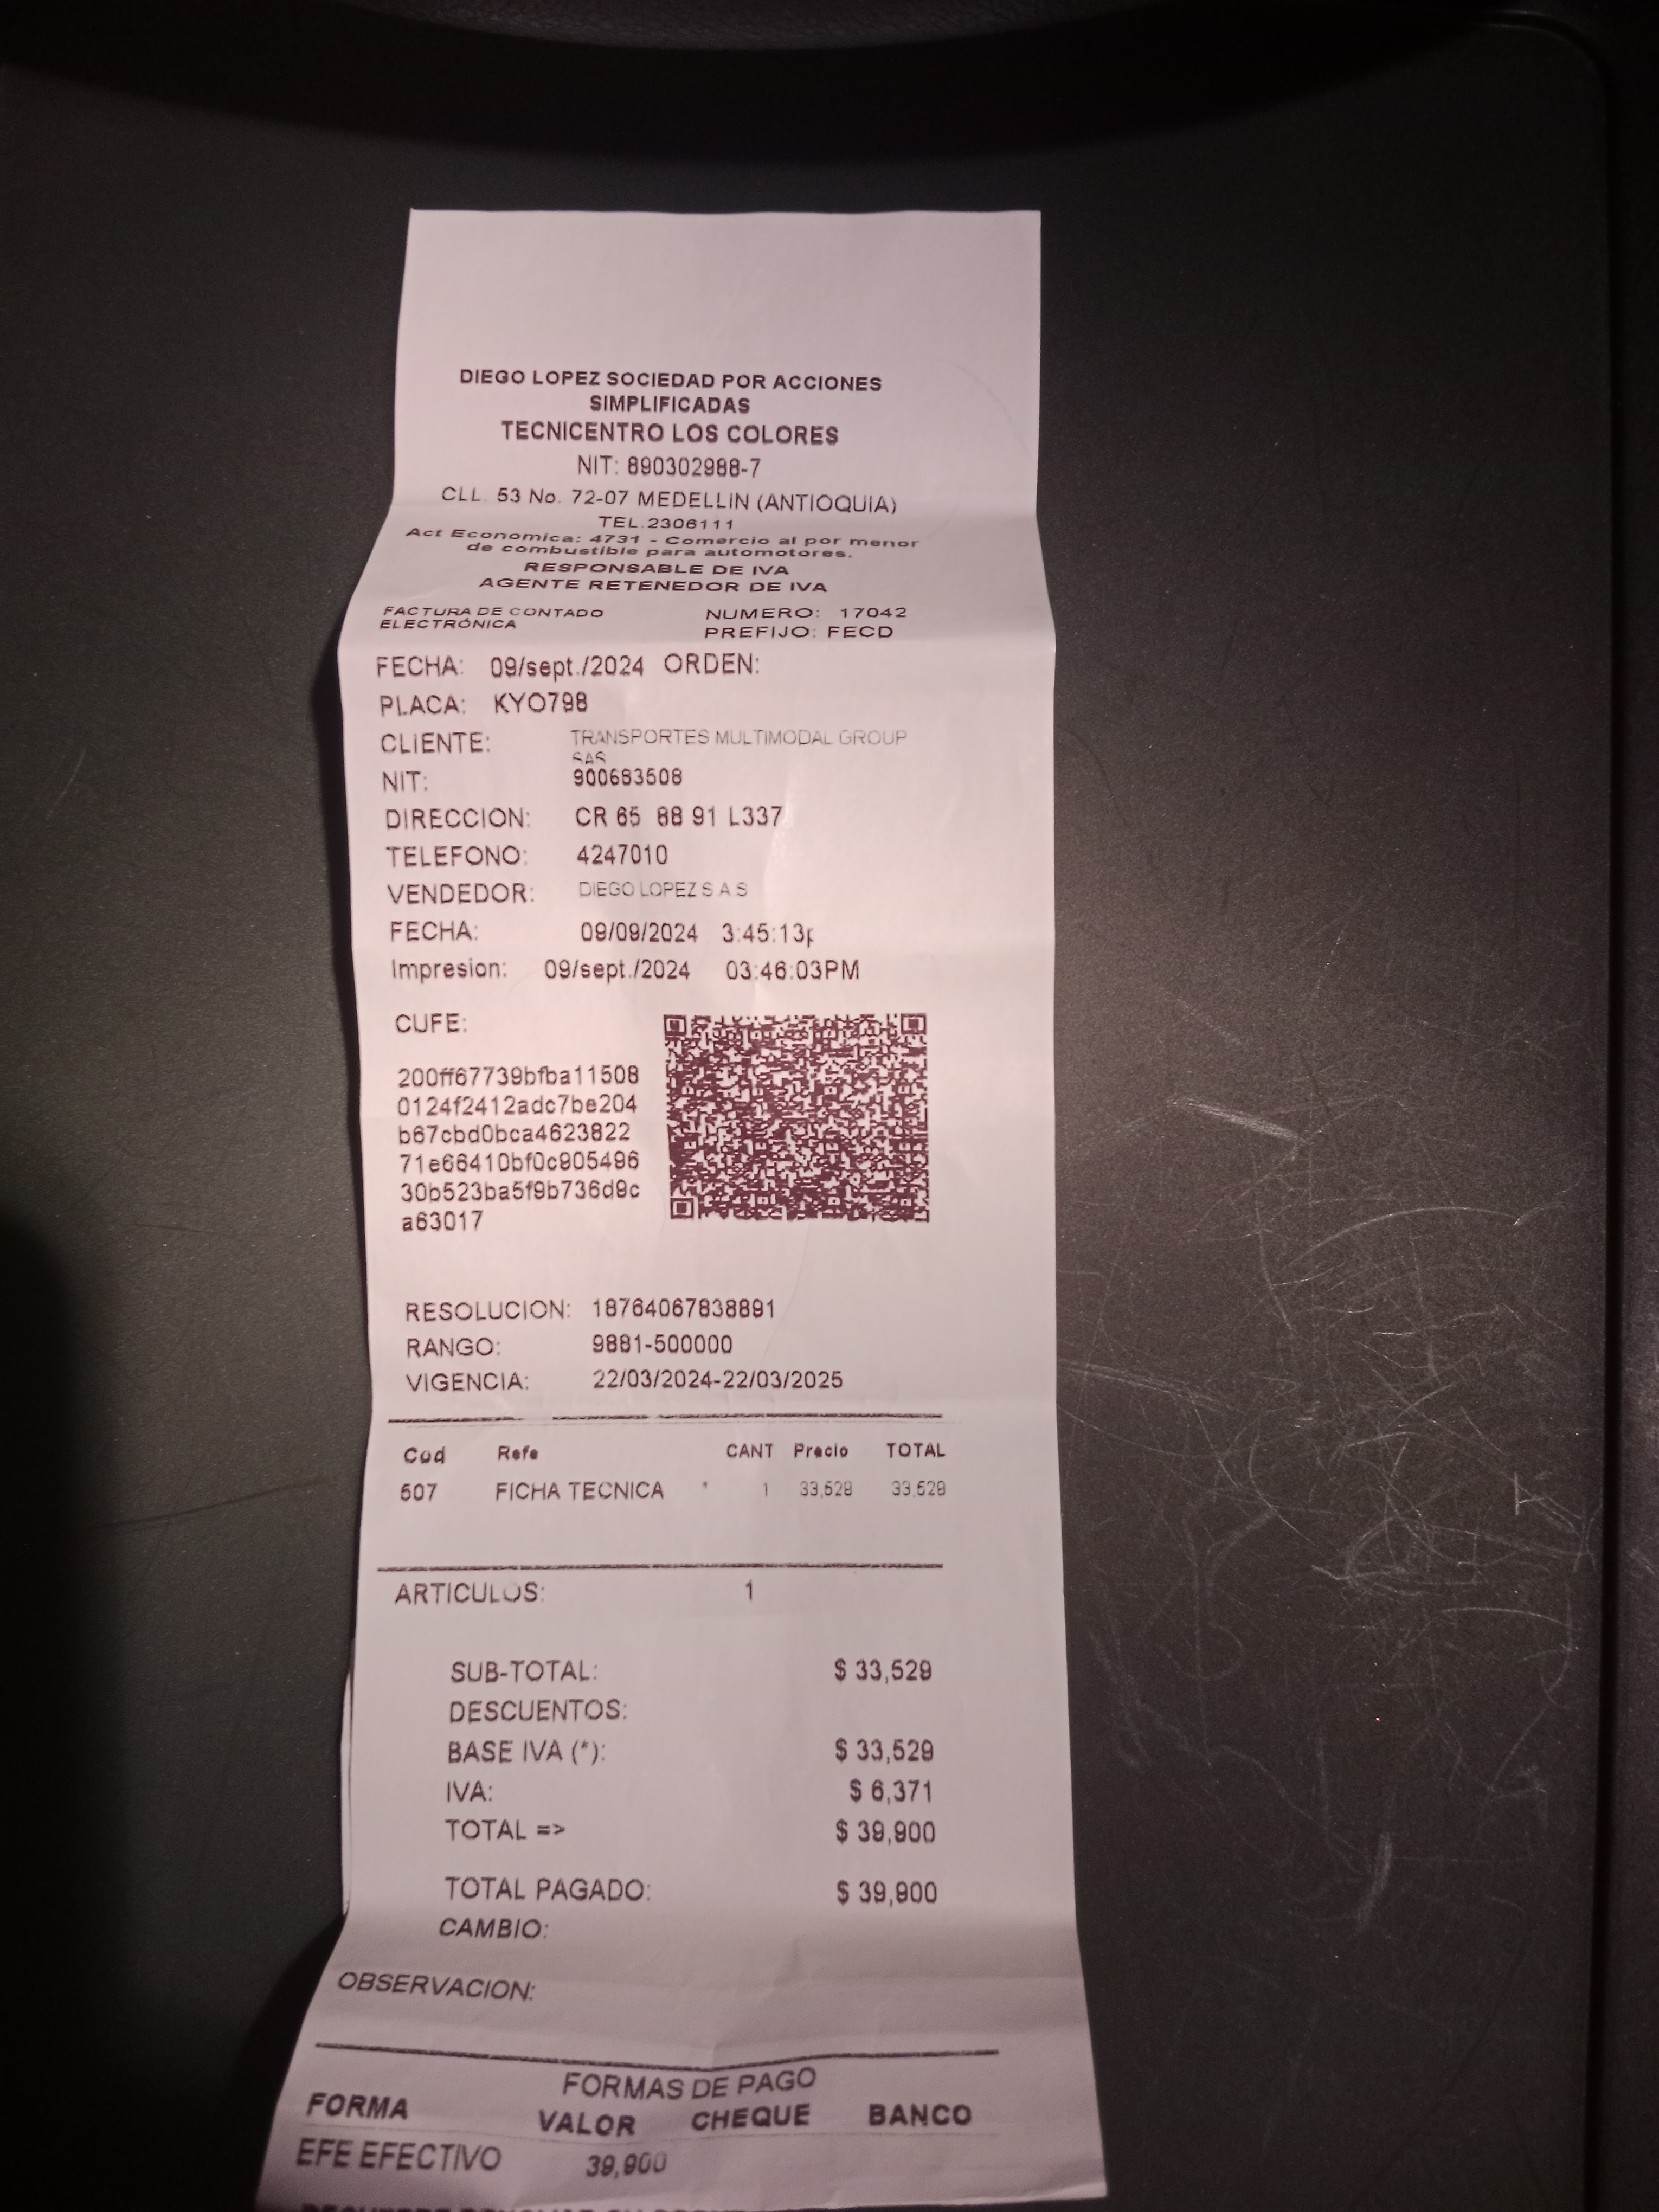 DIEGO LOPEZ SOCIEDAD POR ACCIONES
SIMPLIFICADAS
TECNICENTRO LOS COLORES
NIT: 890302988-7
CLL. 53 No. 72-07 MEDELLIN (ANTIOQUIA)
TEL.2306111
Act Economica: 4731 - Comercio al por menor
de combustible para automotores.
RESPONSABLE DE IVA
AGENTE RETENEDOR DE IVA
FACTURA DE CONTADO NUMERO: 17042
ELECTRÓNICA PREFIJO: FECD
FECHA: 09/sept./2024 ORDEN:
PLACA: KYO798
CLIENTE: TRANSPORTES MULTIMODAL GROUP
SAS
NIT: 900683508
DIRECCION: CR 65 88 91 L337
TELEFONO: 4247010
VENDEDOR: DIEGO LOPEZ S A S
FECHA: 09/09/2024 3:45:13p
Impresion: 09/sept./2024 03:46:03PM
CUFE:
200ff67739bfba11508
0124f2412adc7be204
b67cbd0bca4623822
71e66410bf0c905496
30b523ba5f9b736d9c
a63017
RESOLUCION: 18764067838891
RANGO: 9881-500000
VIGENCIA: 22/03/2024-22/03/2025
Cod Refe CANT Precio TOTAL
507 FICHA TECNICA * 1 33,529 33,529
ARTICULOS: 1
SUB-TOTAL: $ 33,529
DESCUENTOS:
BASE IVA (*): $ 33,529
IVA: $ 6,371
TOTAL => $ 39,900
TOTAL PAGADO: $ 39,900
CAMBIO:
OBSERVACION:
FORMAS DE PAGO
FORMA VALOR CHEQUE BANCO
EFE EFECTIVO 39,900